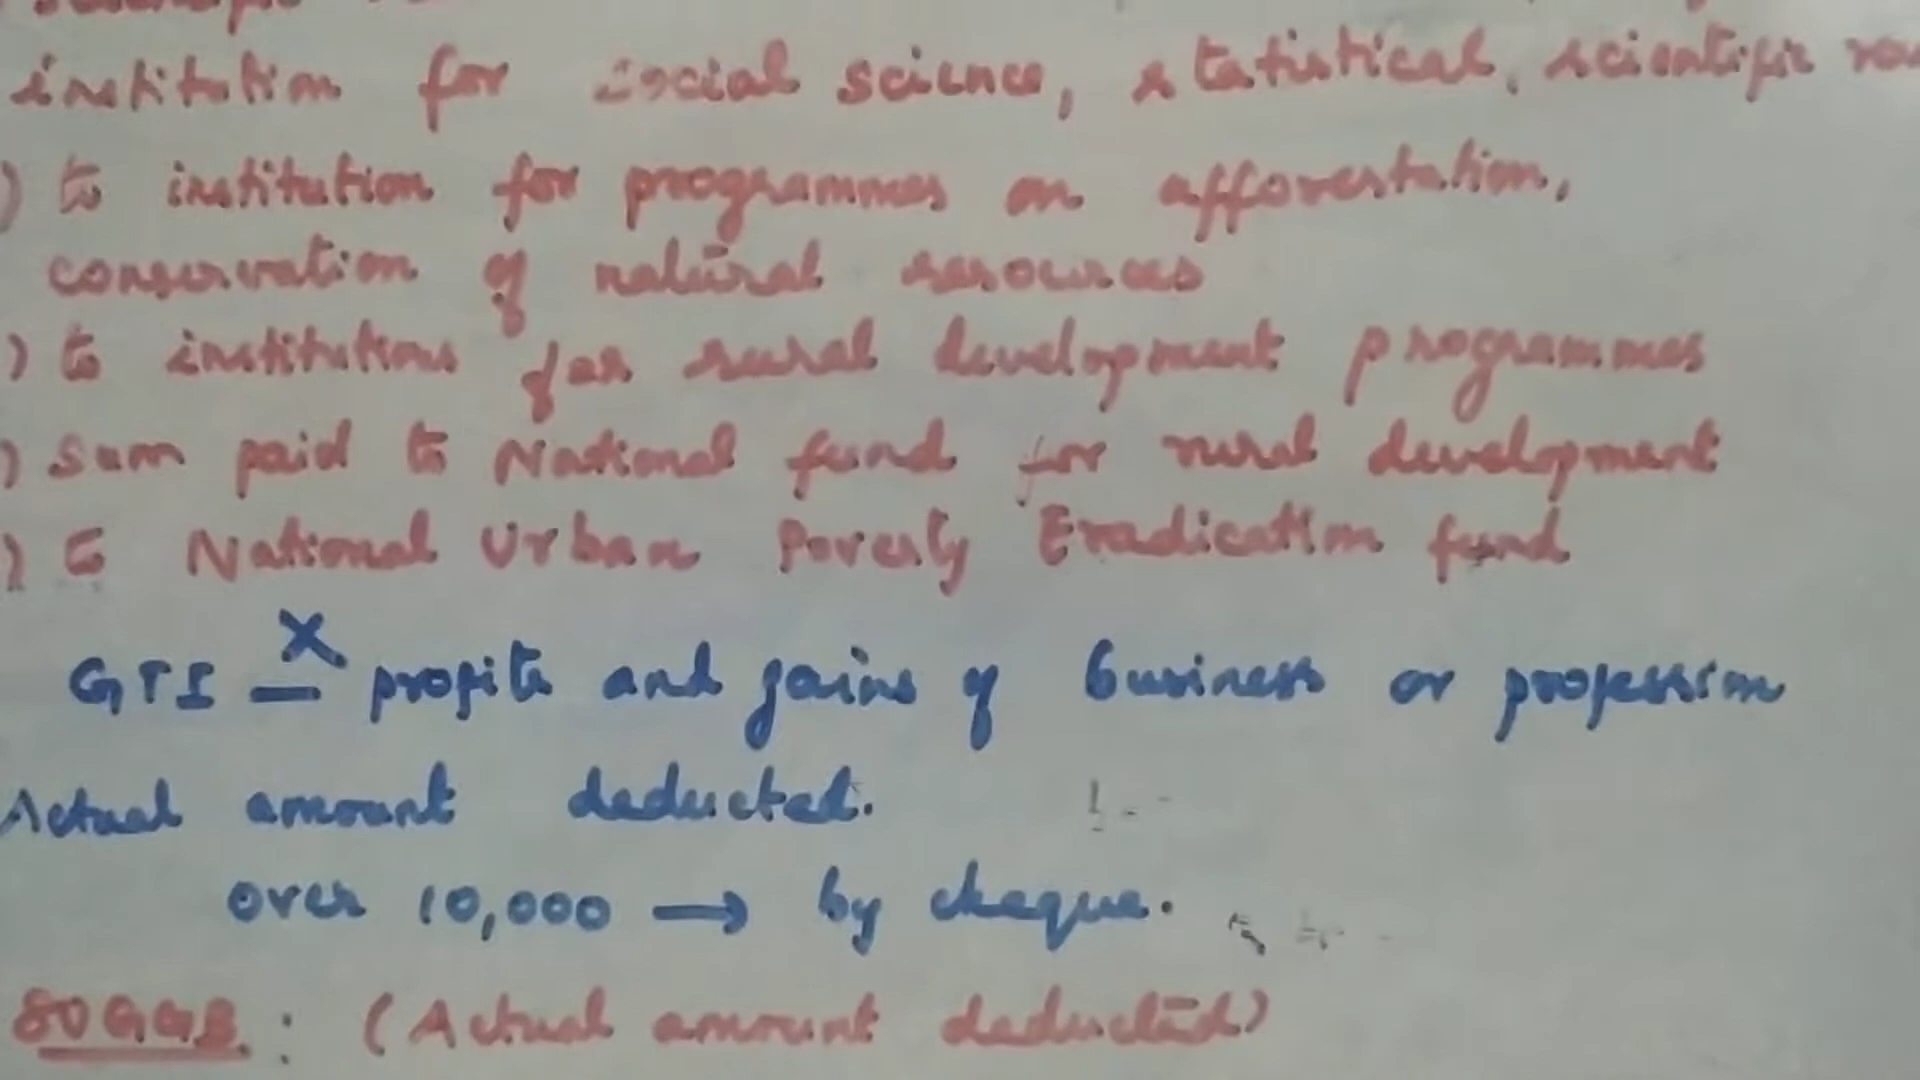 institution for social science, statistical, scientific
) to institution for programmes on afforestation,
conservation of natural resources
) to institutions for rural development programmes
) Sum paid to National fund for rural development
) to National Urban Poverty Eradication fund
X
GTI — profits and gains of business or profession
Actual amount deducted.
over 10,000 → by cheque.
80GGB : (Actual amount deducted)